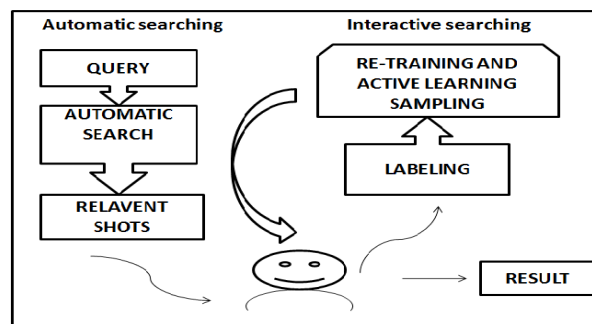 Automatic searching
QUERY
AUTOMATIC
SEARCH
RELAVENT
SHOTS
Interactive searching
RE-TRAINING AND
ACTIVE LEARNING
SAMPLING
LABELING
RESULT